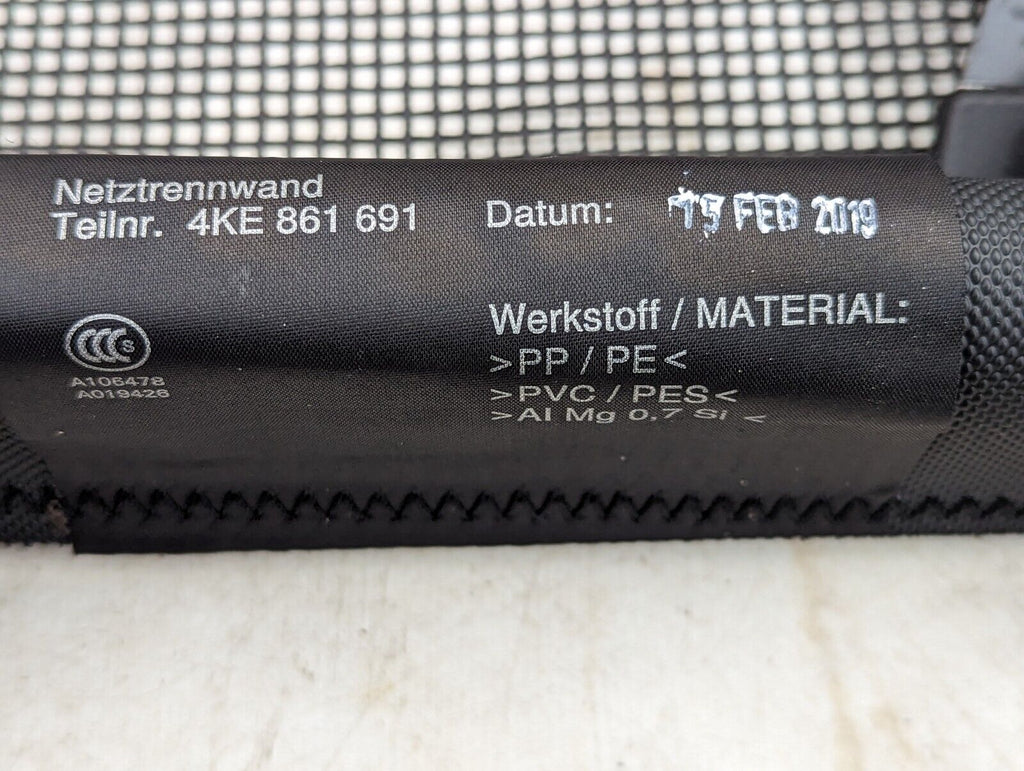 Netztrennwand
Teilnr. 4KE 861 691
Datum: 15 FEB 2019
Werkstoff / MATERIAL:
>PP / PE<
>PVC / PES<
>Al Mg 0.7 Si <
CCC S
A106478
A019426